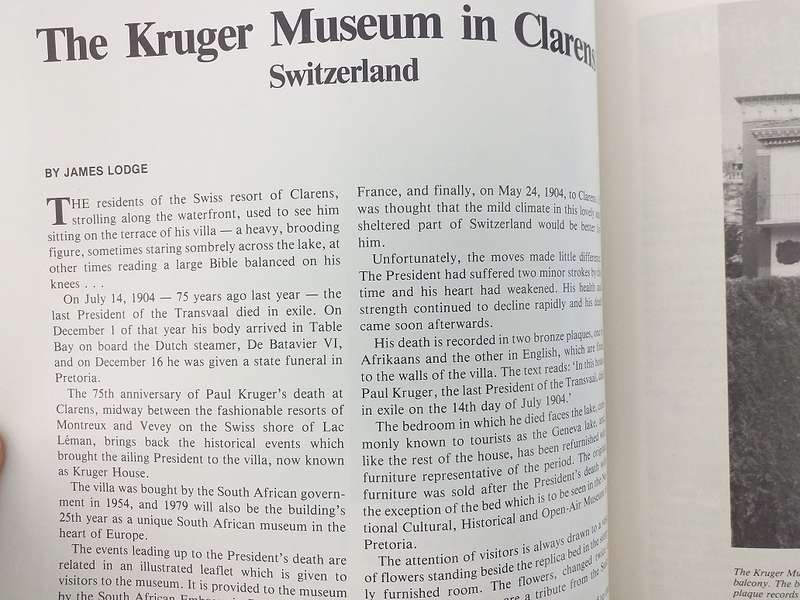 The Kruger Museum in Clarens
Switzerland
BY JAMES LODGE
THE residents of the Swiss resort of Clarens,
strolling along the waterfront, used to see him
sitting on the terrace of his villa — a heavy, brooding
figure, sometimes staring sombrely across the lake, at
other times reading a large Bible balanced on his
knees . . .
On July 14, 1904 — 75 years ago last year — the
last President of the Transvaal died in exile. On
December 1 of that year his body arrived in Table
Bay on board the Dutch steamer, De Batavier VI,
and on December 16 he was given a state funeral in
Pretoria.
The 75th anniversary of Paul Kruger's death at
Clarens, midway between the fashionable resorts of
Montreux and Vevey on the Swiss shore of Lac
Léman, brings back the historical events which
brought the ailing President to the villa, now known
as Kruger House.
The villa was bought by the South African govern-
ment in 1954, and 1979 will also be the building's
25th year as a unique South African museum in the
heart of Europe.
The events leading up to the President's death are
related in an illustrated leaflet which is given to
visitors to the museum. It is provided to the museum
by the South African
France, and finally, on May 24, 1904, to Clarens.
was thought that the mild climate in this lovely
sheltered part of Switzerland would be better
him.
Unfortunately, the moves made little difference.
The President had suffered two minor strokes by
time and his heart had weakened. His health
strength continued to decline rapidly and his
came soon afterwards.
His death is recorded in two bronze plaques,
Afrikaans and the other in English, which are
to the walls of the villa. The text reads: 'In this
Paul Kruger, the last President of the Transvaal,
in exile on the 14th day of July 1904.'
The bedroom in which he died faces the lake, com-
monly known to tourists as the Geneva lake,
like the rest of the house, has been refurnished
furniture representative of the period. The
furniture was sold after the President's death
the exception of the bed which is to be seen in the
tional Cultural, Historical and Open-Air Museum
Pretoria.
The attention of visitors is always drawn to a
of flowers standing beside the replica bed in the
ly furnished room. The flowers, changed
are a tribute from the
The Kruger
balcony. The
plaque records